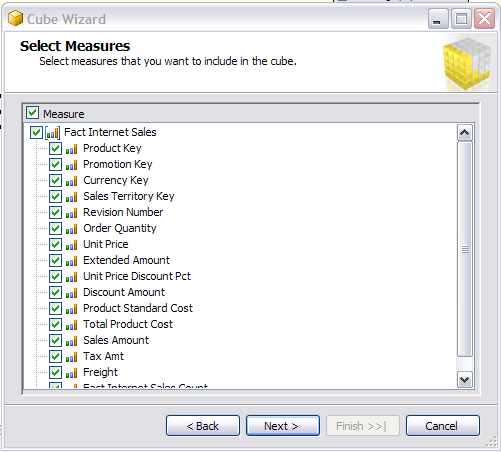 Cube Wizard
Select Measures
Select measures that you want to include in the cube.
Measure
Fact Internet Sales
Product Key
Promotion Key
Currency Key
Sales Territory Key
Revision Number
Order Quantity
Unit Price
Extended Amount
Unit Price Discount Pct
Discount Amount
Product Standard Cost
Total Product Cost
Sales Amount
Tax Amt
Freight
Fact Internet Sales Count
< Back
Next >
Finish >>|
Cancel